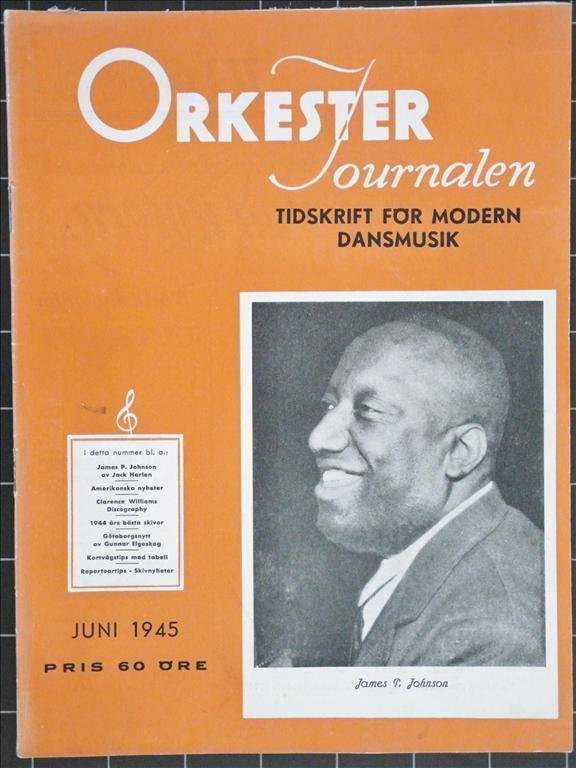 ORKESTER
Journalen
TIDSKRIFT FÖR MODERN
DANSMUSIK
I detta nummer bl. a.:
James P. Johnson
av Jack Harlen
Amerikanska nyheter
Clarence Williams
Discography
1944 års bästa skivor
Göteborgsnytt
av Gunnar Elgeskog
Kortvågstips med tabell
Repertoartips - Skivnyheter
JUNI 1945
PRIS 60 ÖRE
James P. Johnson